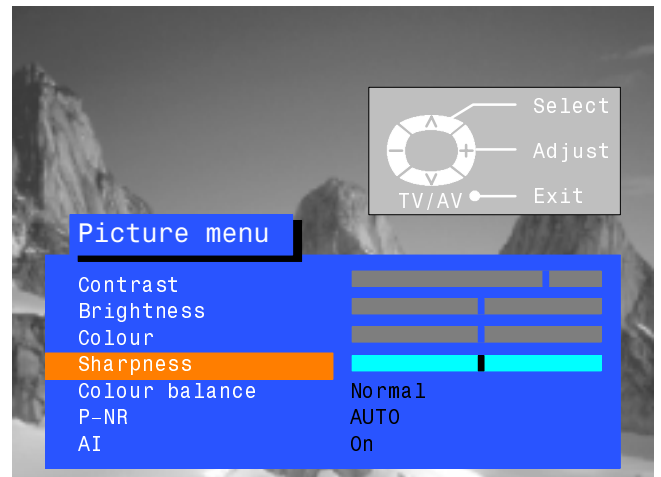 Select
Adjust
TV/AV Exit
Picture menu
Contrast
Brightness
Colour
Sharpness
Colour balance Normal
P-NR AUTO
AI On